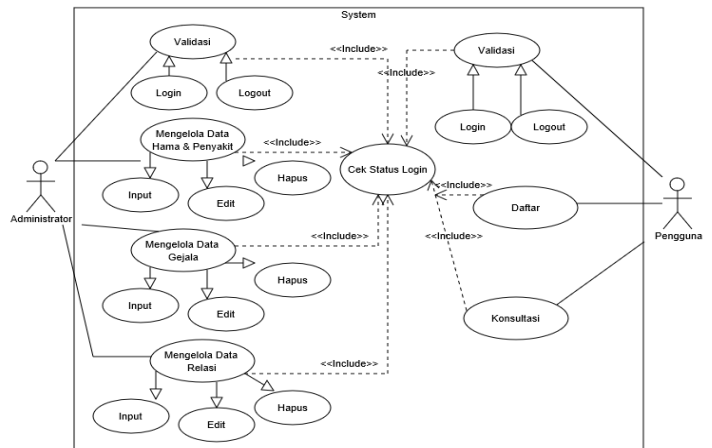 System
Validasi
<<Include>>
Validasi
<<Include>>
Login
Logout
Login
Logout
Mengelola Data
Hama & Penyakit
<<Include>>
Cek Status Login
Hapus
Input
Edit
<<Include>>
Daftar
Administrator
Pengguna
Mengelola Data
Gejala
<<Include>>
<<Include>>
Hapus
Input
Edit
Konsultasi
Mengelola Data
Relasi
<<Include>>
Hapus
Input
Edit